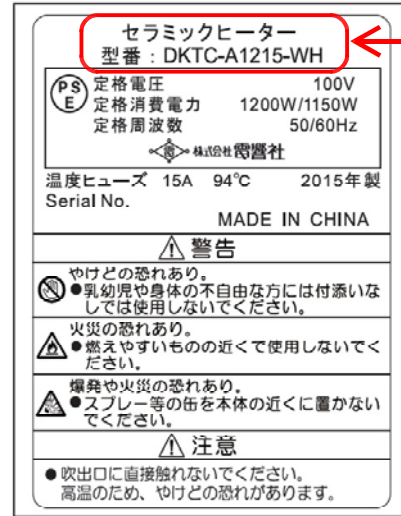 セラミックヒーター
型番：DKTC-A1215-WH
PS
E
定格電圧 100V
定格消費電力 1200W/1150W
定格周波数 50/60Hz
株式会社電響社
温度ヒューズ 15A 94℃ 2015年製
Serial No.
MADE IN CHINA
警告
やけどの恐れあり。
●乳幼児や身体の不自由な方には付添いな
しでは使用しないでください。
火災の恐れあり。
●燃えやすいものの近くで使用しないでく
ださい。
爆発や火災の恐れあり。
●スプレー等の缶を本体の近くに置かない
でください。
注意
●吹出口に直接触れないでください。
高温のため、やけどの恐れがあります。